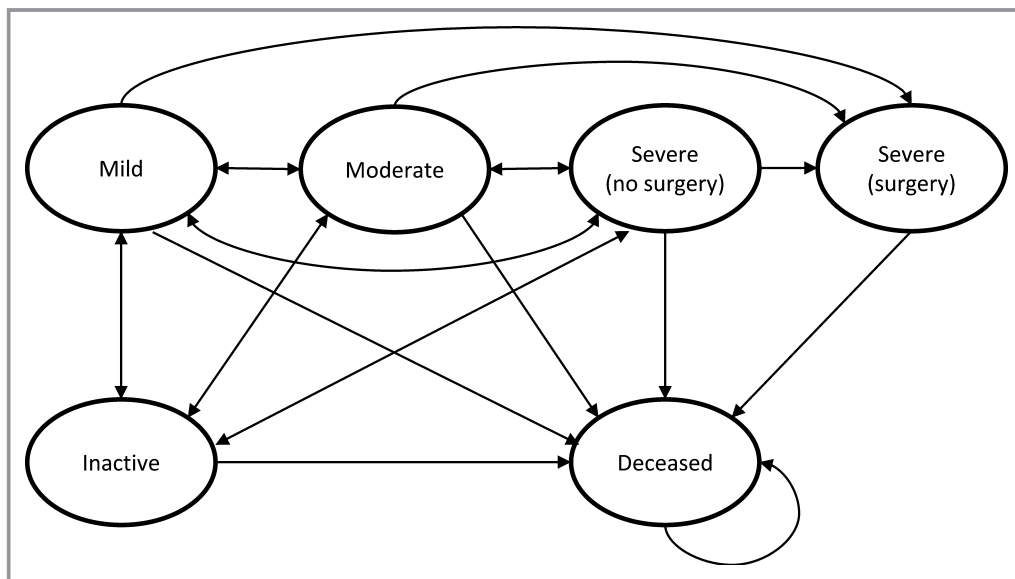 Mild
Moderate
Severe
(no surgery)
Severe
(surgery)
Inactive
Deceased